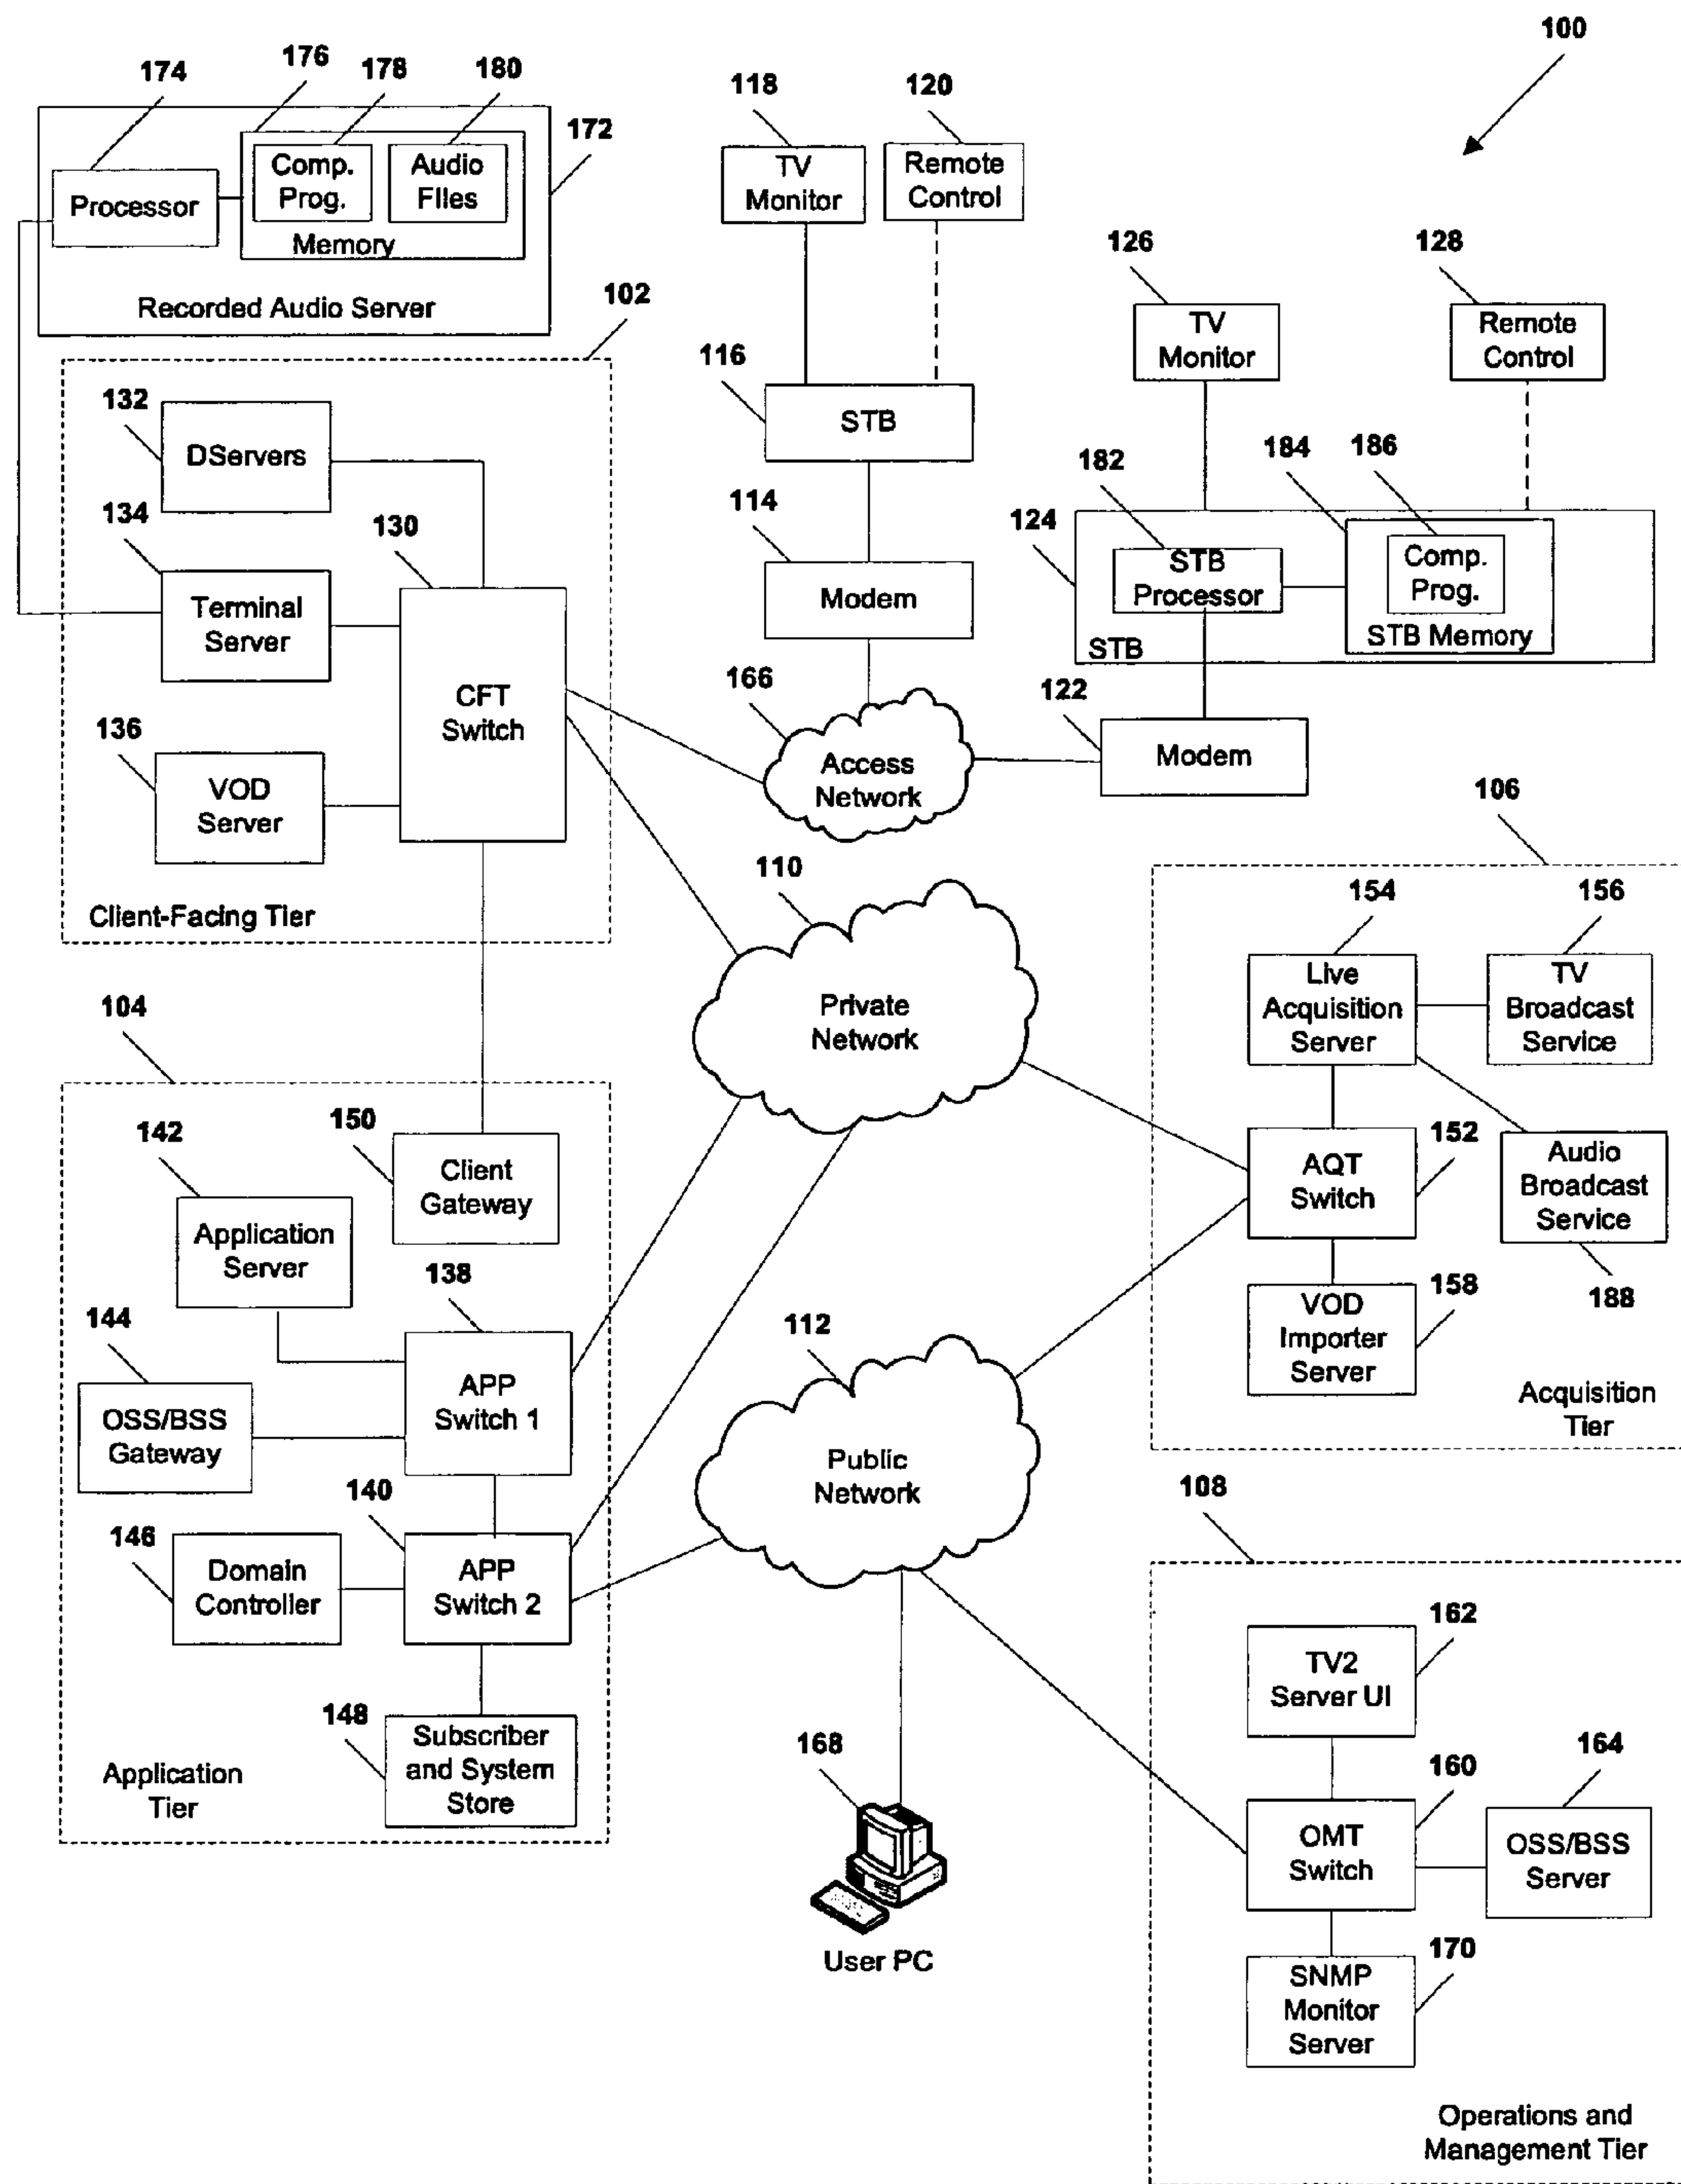 100
174
176
178
180
172
Processor
Comp.
Prog.
Audio
FIles
Memory
Recorded Audio Server
118
120
TV
Monitor
Remote
Control
126
128
TV
Monitor
Remote
Control
102
132
DServers
134
130
Terminal
Server
CFT
Switch
136
VOD
Server
Client-Facing Tier
116
STB
114
Modem
166
Access
Network
182
184
186
124
STB
Processor
Comp.
Prog.
STB Memory
STB
122
Modem
110
Private
Network
106
154
156
Live
Acquisition
Server
TV
Broadcast
Service
152
AQT
Switch
Audio
Broadcast
Service
188
158
VOD
Importer
Server
Acquisition
Tier
104
142
150
Client
Gateway
Application
Server
138
144
APP
Switch 1
OSS/BSS
Gateway
140
146
Domain
Controller
APP
Switch 2
148
Subscriber
and System
Store
Application
Tier
112
Public
Network
168
User PC
108
162
TV2
Server UI
160
164
OMT
Switch
OSS/BSS
Server
170
SNMP
Monitor
Server
Operations and
Management Tier